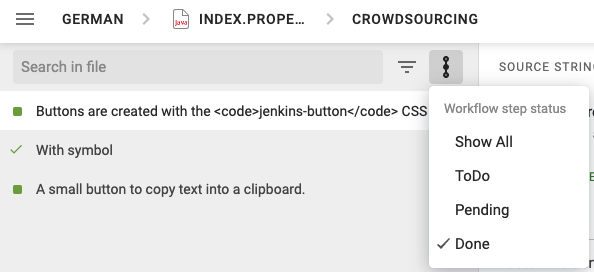 GERMAN > INDEX.PROPE... > CROWDSOURCING
Java
Search in file
SOURCE STRIN
Buttons are created with the <code>jenkins-button</code> CSS
With symbol
A small button to copy text into a clipboard.
Workflow step status
Show All
ToDo
Pending
Done